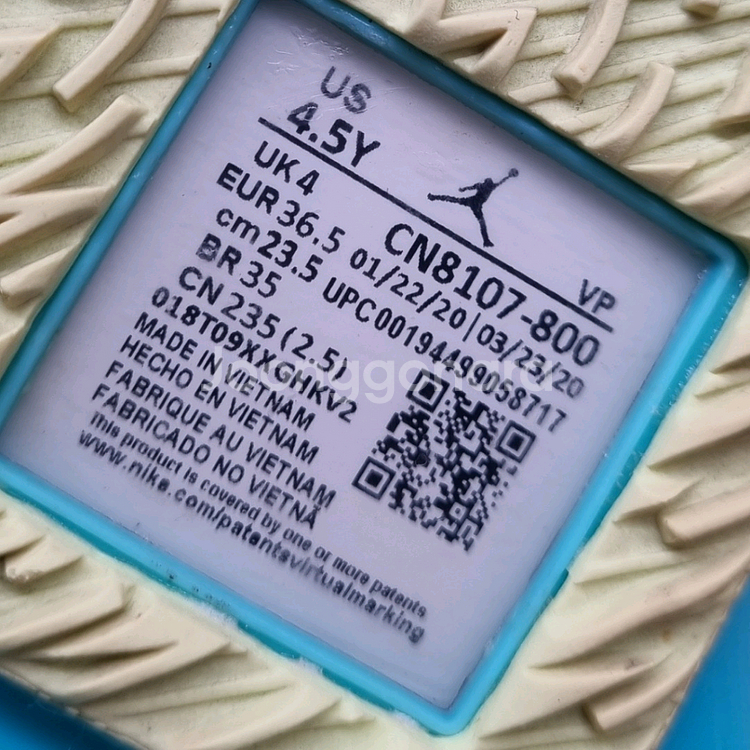 US
4.5Y
VP
UK 4
EUR 36.5
cm 23.5
BR 35
CN 235 (2.5)
CN8107-800
01/22/20|03/23/20
UPC00194499058717
018T09XXGHKV2
MADE IN VIETNAM
HECHO EN VIETNAM
FABRIQUE AU VIETNAM
FABRICADO NO VIETNÃ
This product is covered by one or more patents
www.nike.com/patentsvirtualmarking
Joonggonara